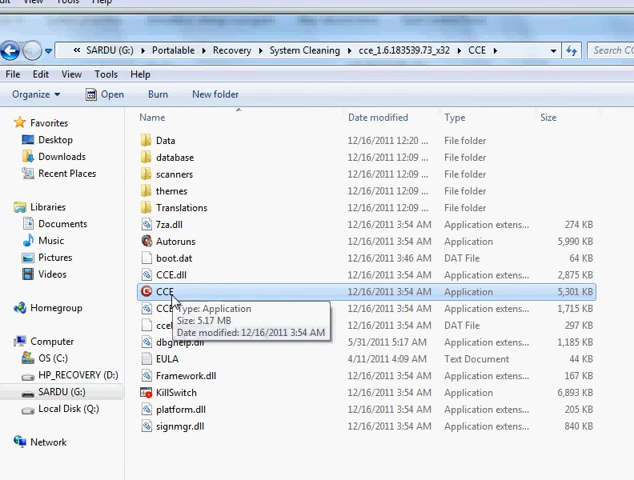 Edit View Tools Help
SARDU (G:) Portalable Recovery System Cleaning cce_1.6.183539.73_x32 CCE Search CC
File Edit View Tools Help
Organize Open Burn New folder
Name Date modified Type Size
Favorites
Desktop
Downloads
Recent Places
Libraries
Documents
Music
Pictures
Videos
Homegroup
Computer
OS (C:)
HP_RECOVERY (D:)
SARDU (G:)
Local Disk (Q:)
Network
Data 12/16/2011 12:20 ... File folder
database 12/16/2011 12:09 ... File folder
scanners 12/16/2011 12:09 ... File folder
themes 12/16/2011 12:09 ... File folder
Translations 12/16/2011 12:09 ... File folder
7za.dll 12/16/2011 3:54 AM Application extens... 274 KB
Autoruns 12/16/2011 3:54 AM Application 5,990 KB
boot.dat 12/16/2011 3:46 AM DAT File 64 KB
CCE.dll 12/16/2011 3:54 AM Application extens... 2,875 KB
CCE 12/16/2011 3:54 AM Application 5,301 KB
CCE 12/16/2011 3:54 AM Application extens... 1,715 KB
12/16/2011 3:54 AM DAT File 297 KB
dbghelp.dll 5/31/2011 5:17 AM Application extens... 1,185 KB
EULA 4/11/2011 4:09 AM Text Document 44 KB
Framework.dll 12/16/2011 3:54 AM Application extens... 167 KB
KillSwitch 12/16/2011 3:54 AM Application 6,893 KB
platform.dll 12/16/2011 3:54 AM Application extens... 205 KB
signmgr.dll 12/16/2011 3:54 AM Application extens... 840 KB
Type: Application
Size: 5.17 MB
Date modified: 12/16/2011 3:54 AM